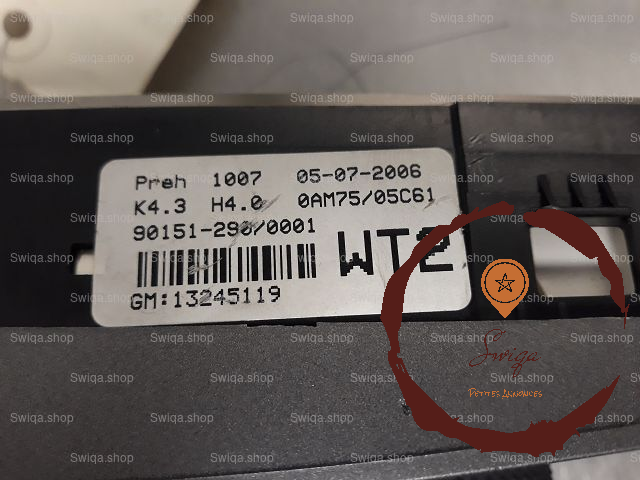 Preh 1007 05-07-2006
K4.3 H4.0 0AM75/05C61
90151-290/0001
WT2
GM:13245119
Swiqa
PETITES ANNONCES
Swiqa.shop